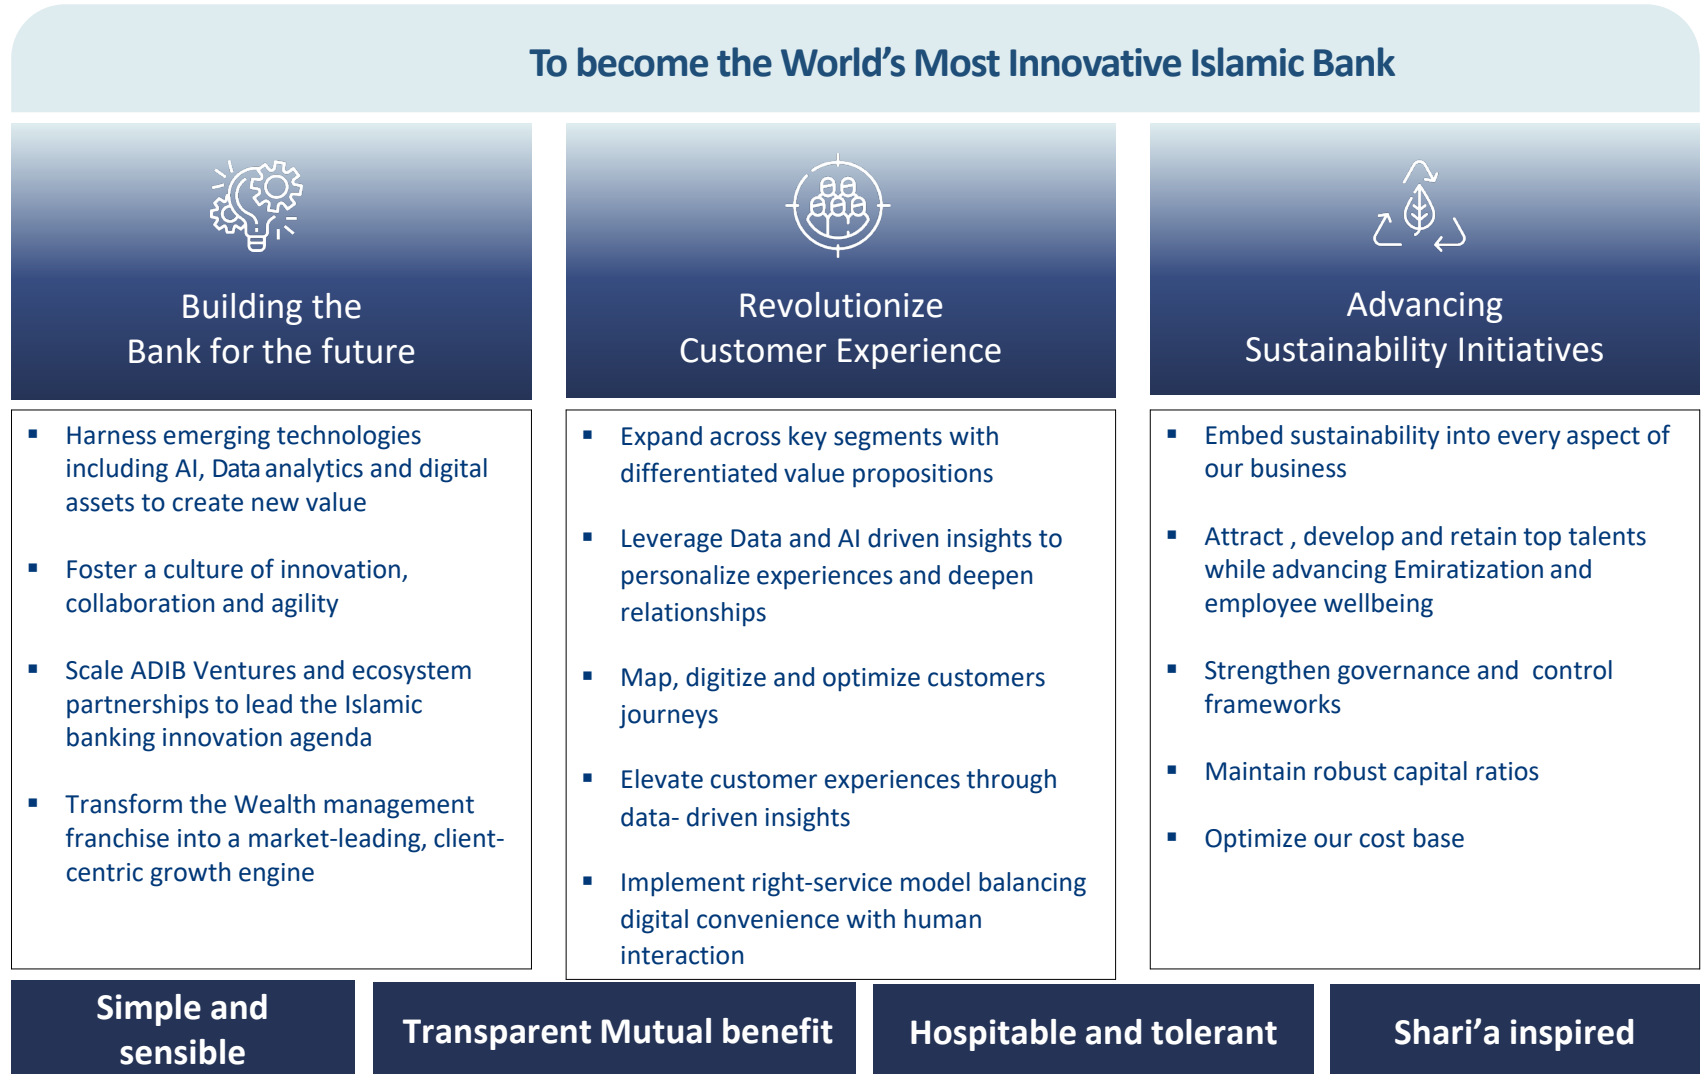 To become the World’s Most Innovative Islamic Bank
Building the
Bank for the future
▪ Harness emerging technologies
including AI, Data analytics and digital
assets to create new value
▪ Foster a culture of innovation,
collaboration and agility
▪ Scale ADIB Ventures and ecosystem
partnerships to lead the Islamic
banking innovation agenda
▪ Transform the Wealth management
franchise into a market-leading, client-
centric growth engine
Revolutionize
Customer Experience
▪ Expand across key segments with
differentiated value propositions
▪ Leverage Data and AI driven insights to
personalize experiences and deepen
relationships
▪ Map, digitize and optimize customers
journeys
▪ Elevate customer experiences through
data- driven insights
▪ Implement right-service model balancing
digital convenience with human
interaction
Advancing
Sustainability Initiatives
▪ Embed sustainability into every aspect of
our business
▪ Attract , develop and retain top talents
while advancing Emiratization and
employee wellbeing
▪ Strengthen governance and  control
frameworks
▪ Maintain robust capital ratios
▪ Optimize our cost base
Simple and
sensible
Transparent Mutual benefit
Hospitable and tolerant
Shari’a inspired